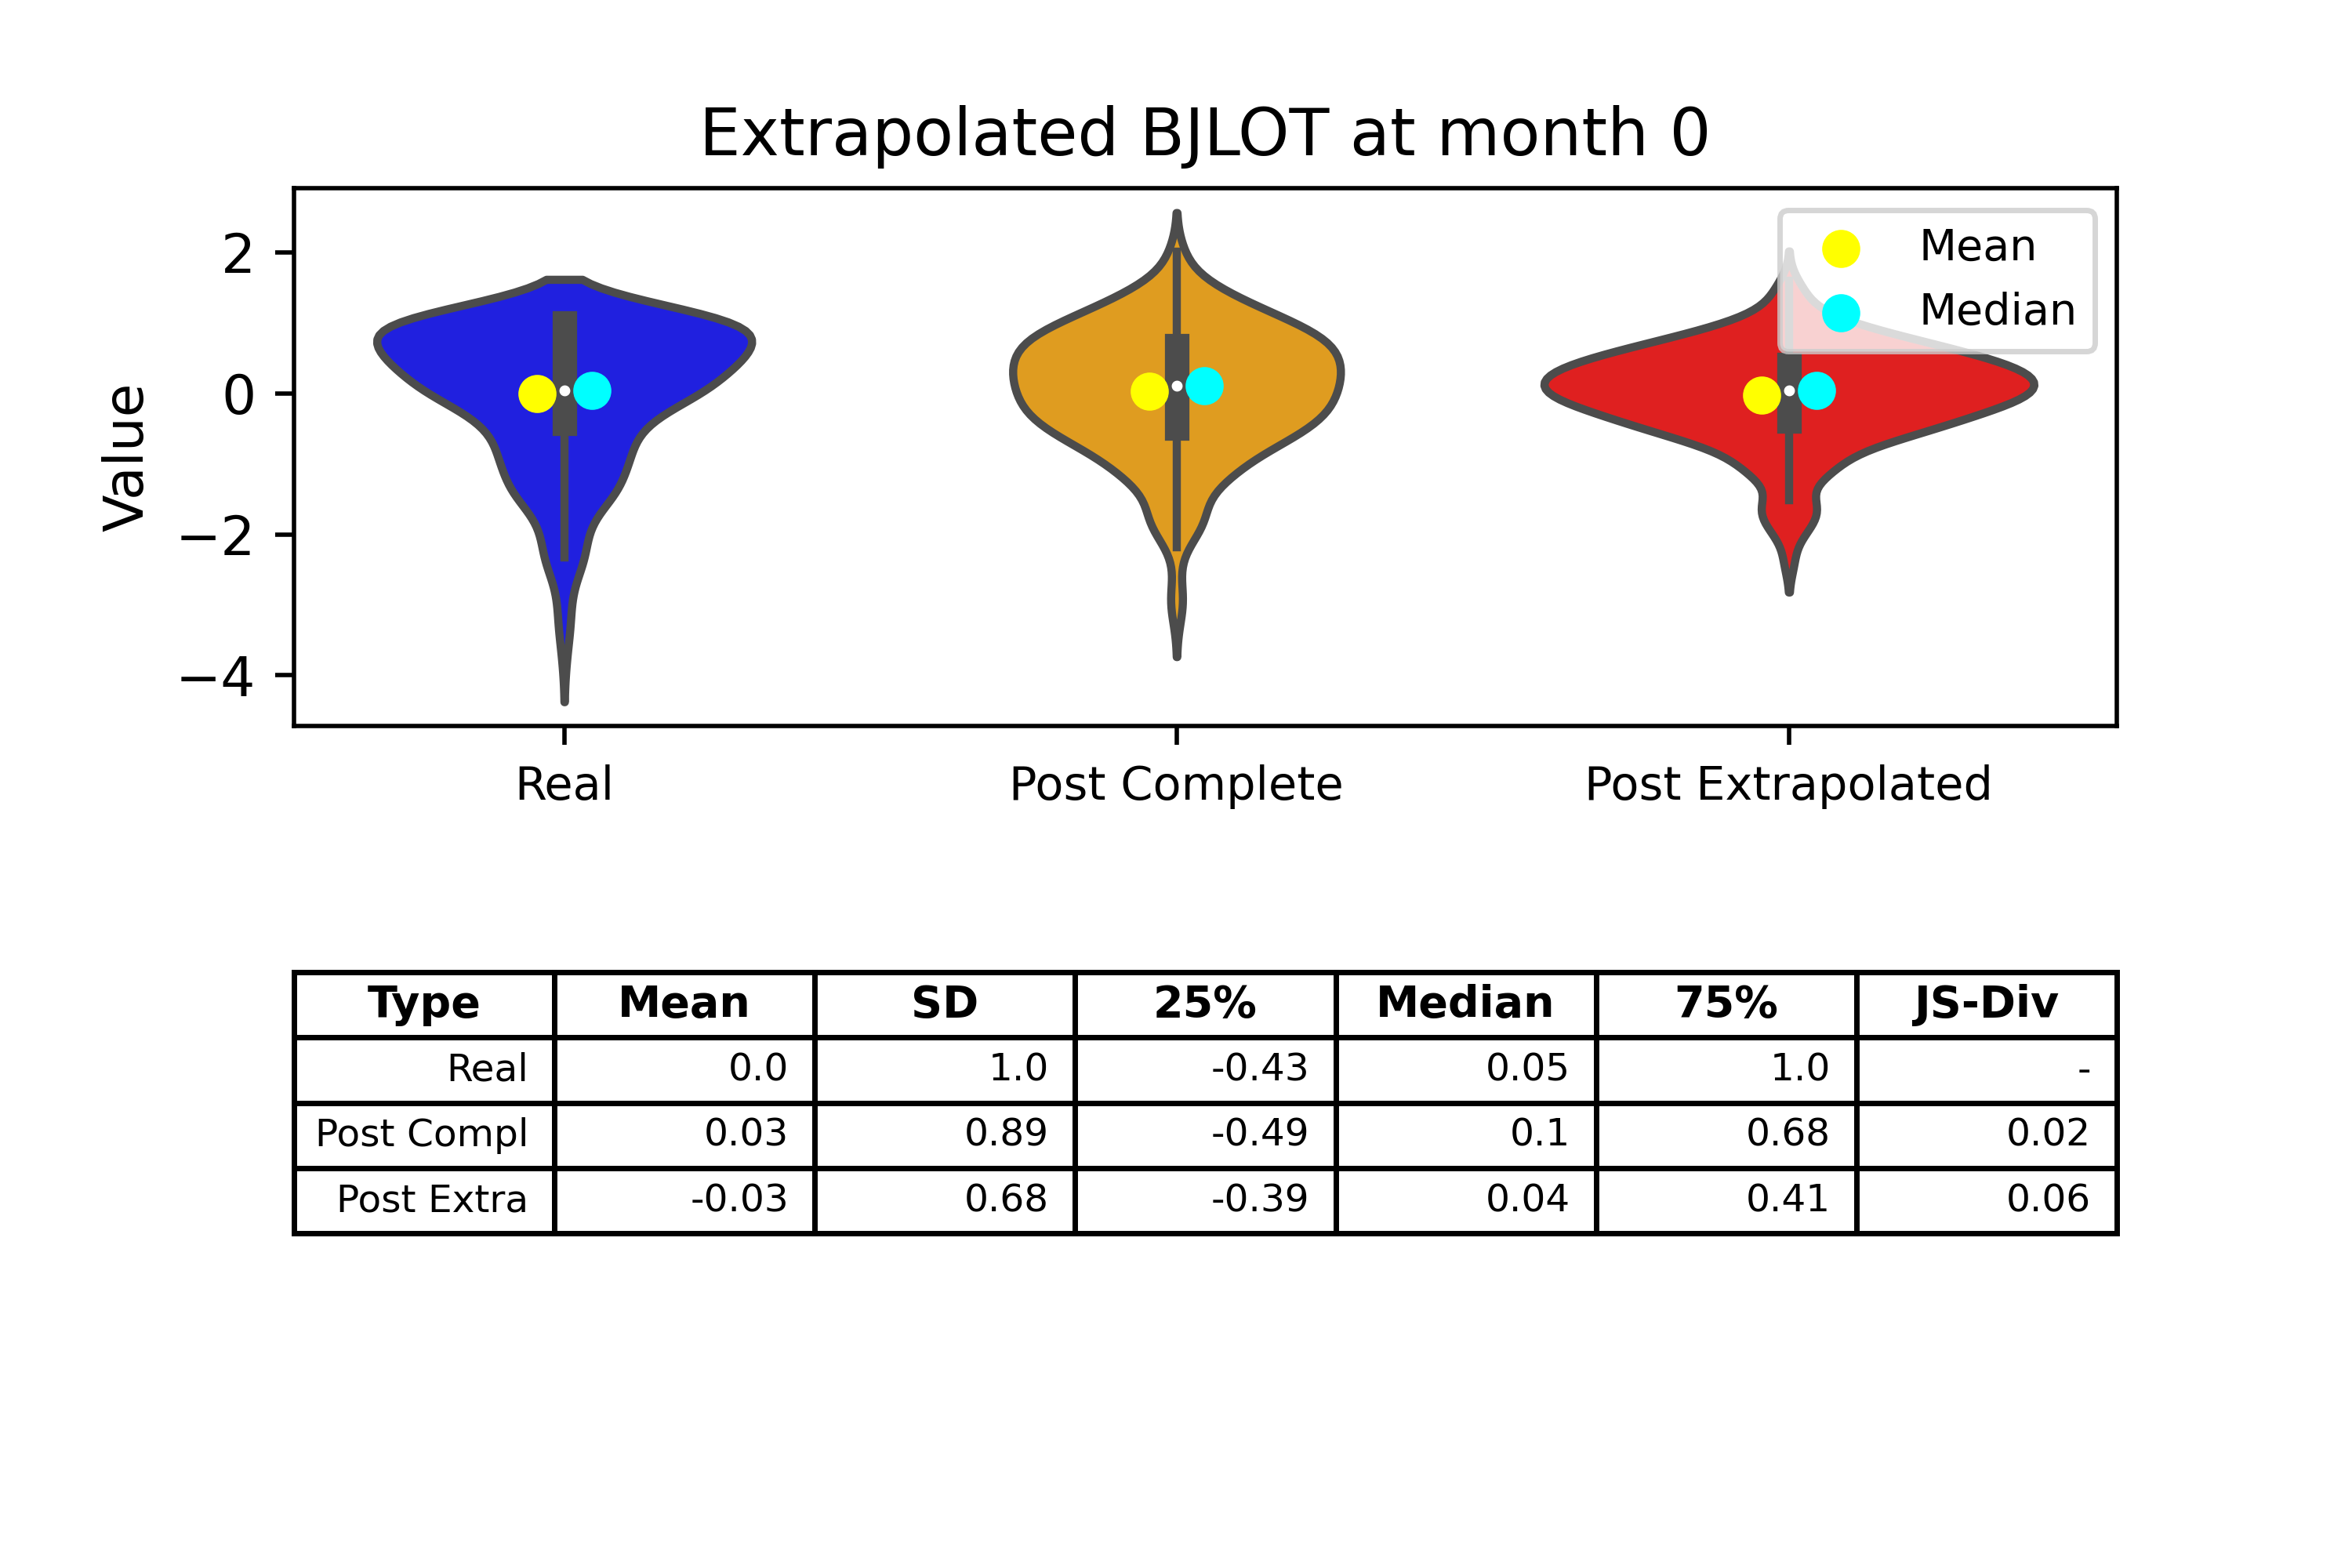 Extrapolated BJLOT at month 0
Mean
Median
Value
2
0
−2
−4
Real Post Complete Post Extrapolated
Type Mean SD 25% Median 75% JS-Div
Real 0.0 1.0 -0.43 0.05 1.0 -
Post Compl 0.03 0.89 -0.49 0.1 0.68 0.02
Post Extra -0.03 0.68 -0.39 0.04 0.41 0.06